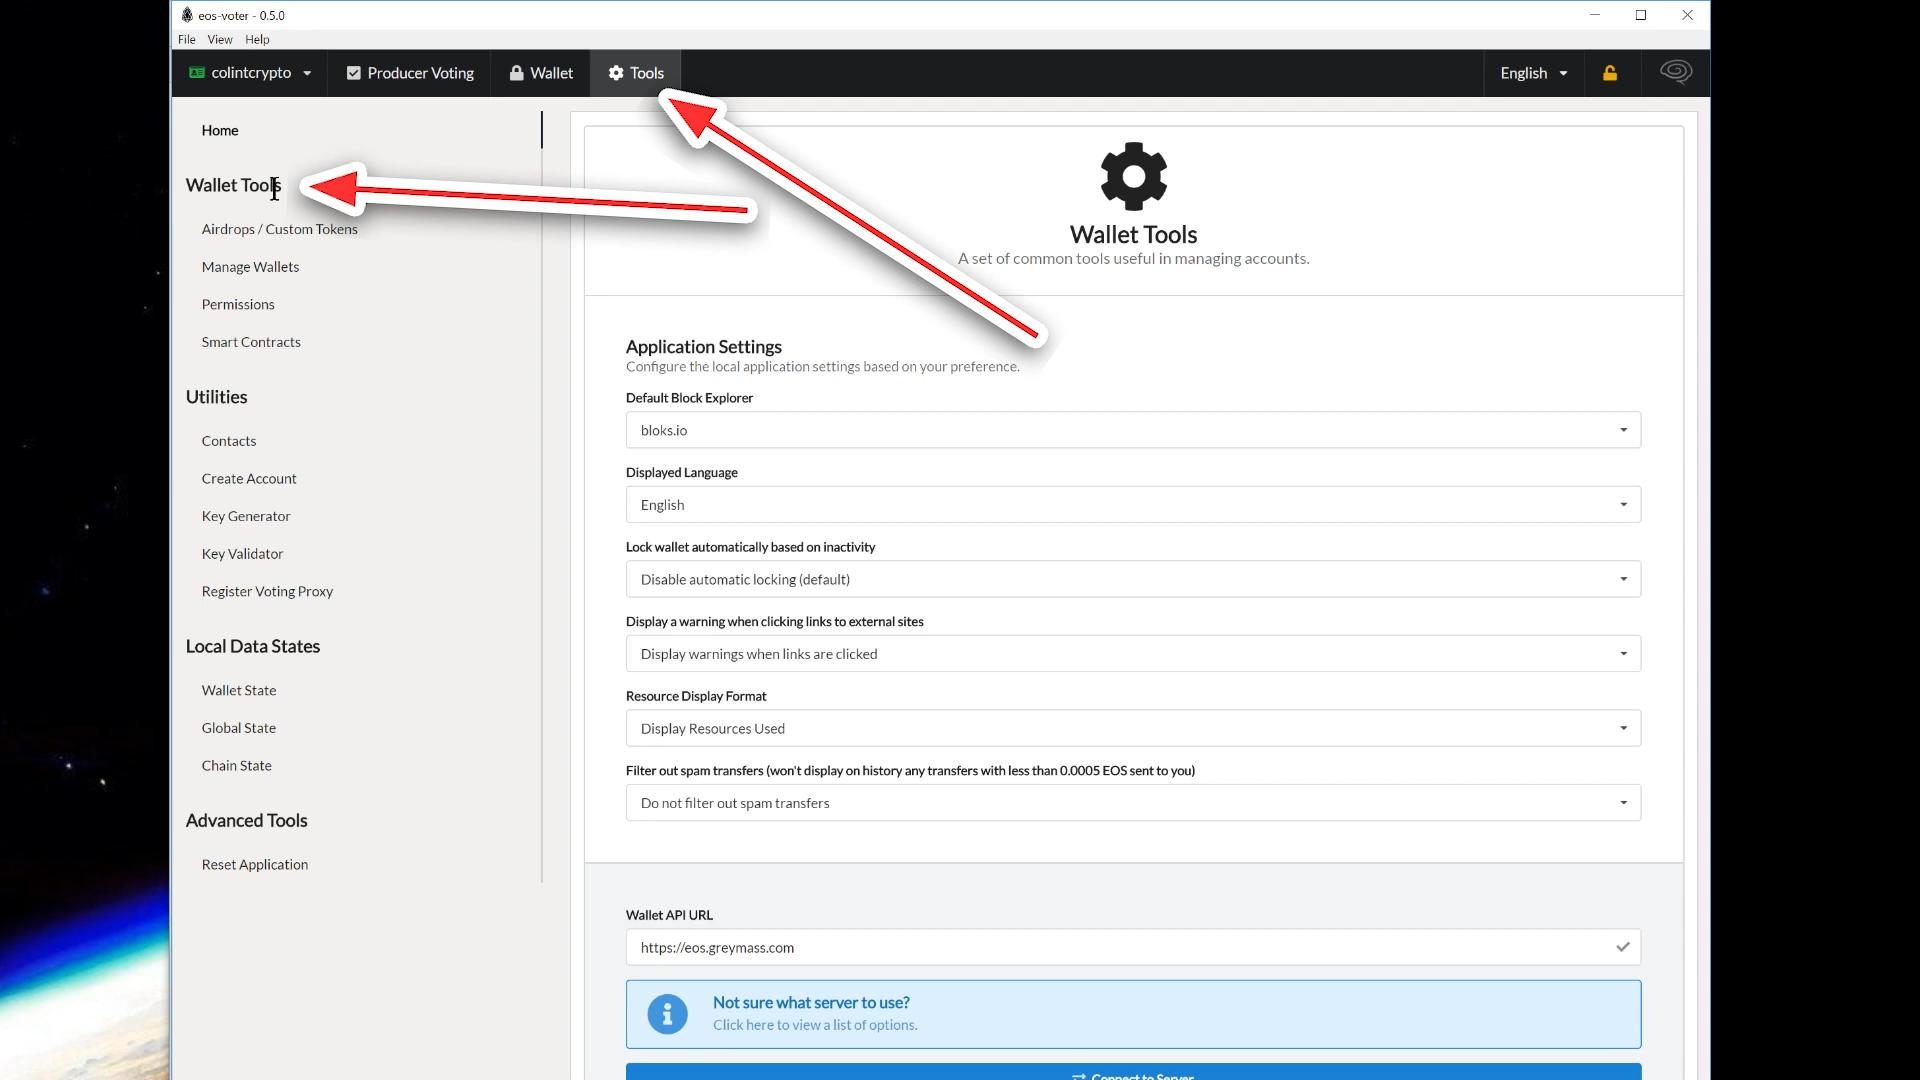 eos-voter - 0.5.0
File View Help
colintcrypto Producer Voting Wallet Tools English
Home
Wallet Tools
Airdrops / Custom Tokens
Manage Wallets
Permissions
Smart Contracts
Utilities
Contacts
Create Account
Key Generator
Key Validator
Register Voting Proxy
Local Data States
Wallet State
Global State
Chain State
Advanced Tools
Reset Application
Wallet Tools
A set of common tools useful in managing accounts.
Application Settings
Configure the local application settings based on your preference.
Default Block Explorer
bloks.io
Displayed Language
English
Lock wallet automatically based on inactivity
Disable automatic locking (default)
Display a warning when clicking links to external sites
Display warnings when links are clicked
Resource Display Format
Display Resources Used
Filter out spam transfers (won't display on history any transfers with less than 0.0005 EOS sent to you)
Do not filter out spam transfers
Wallet API URL
https://eos.greymass.com
Not sure what server to use?
Click here to view a list of options.
Connect to Server